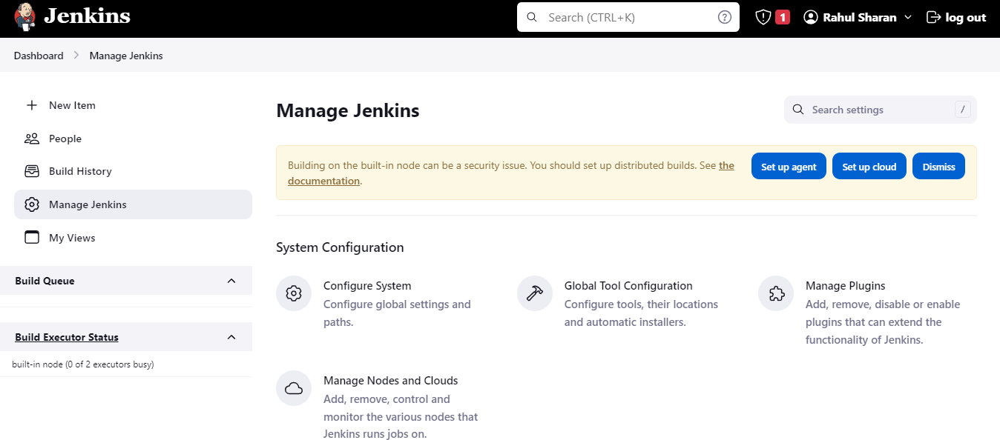 Jenkins
Search (CTRL+K)
?
1
Rahul Sharan
log out
Dashboard
Manage Jenkins
New Item
People
Build History
Manage Jenkins
My Views
Build Queue
Build Executor Status
built-in node (0 of 2 executors busy)
Manage Jenkins
Search settings
/
Building on the built-in node can be a security issue. You should set up distributed builds. See the
documentation.
Set up agent
Set up cloud
Dismiss
System Configuration
Configure System
Configure global settings and
paths.
Global Tool Configuration
Configure tools, their locations
and automatic installers.
Manage Plugins
Add, remove, disable or enable
plugins that can extend the
functionality of Jenkins.
Manage Nodes and Clouds
Add, remove, control and
monitor the various nodes that
Jenkins runs jobs on.